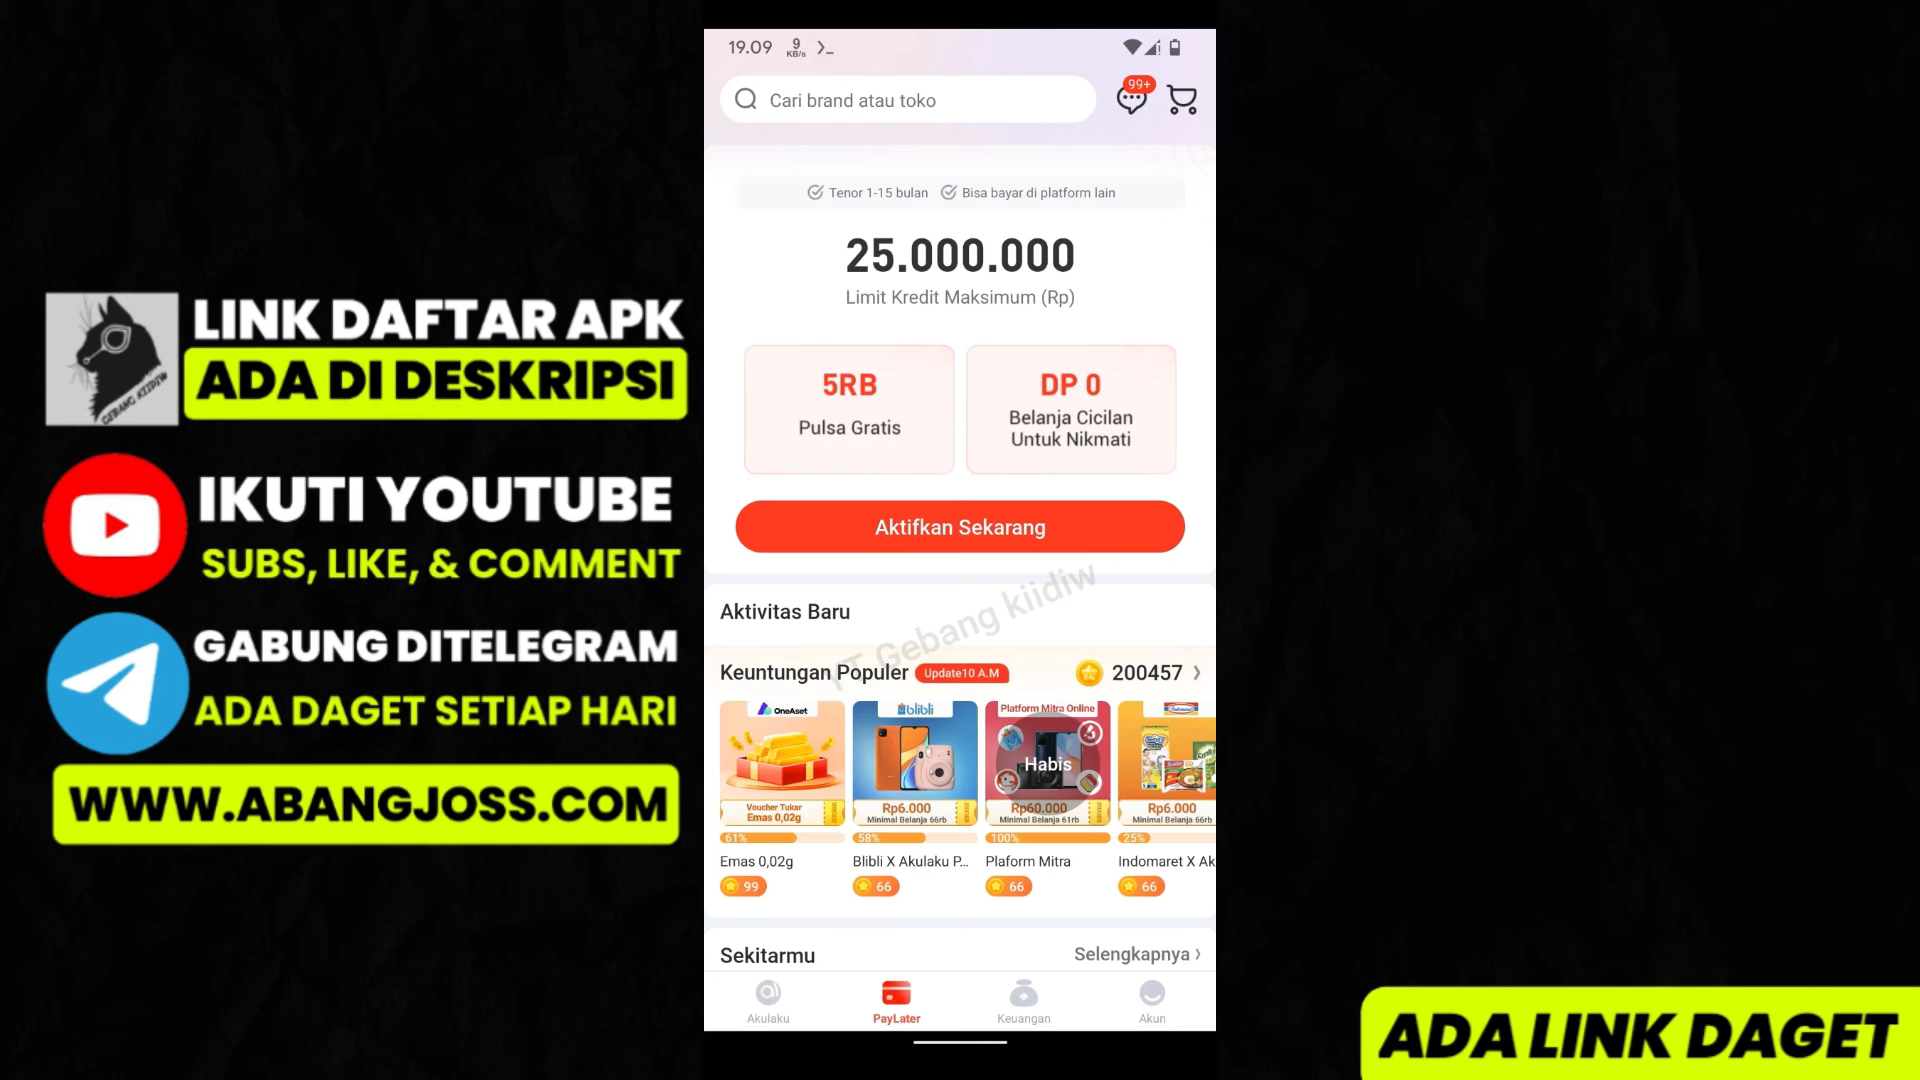 LINK DAFTAR APK
ADA DI DESKRIPSI
GEBANG KIIDIW
IKUTI YOUTUBE
SUBS, LIKE, & COMMENT
GABUNG DITELEGRAM
ADA DAGET SETIAP HARI
WWW.ABANGJOSS.COM
19.09 9 KB/s
Cari brand atau toko
99+
Tenor 1-15 bulan Bisa bayar di platform lain
25.000.000
Limit Kredit Maksimum (Rp)
5RB
Pulsa Gratis
DP 0
Belanja Cicilan
Untuk Nikmati
Aktifkan Sekarang
YT Gebang kiidiw
Aktivitas Baru
Keuntungan Populer Update10 A.M 200457
OneAset
Voucher Tukar
Emas 0,02g
61%
Emas 0,02g
99
blibli
Rp6.000
Minimal Belanja 66rb
58%
Blibli X Akulaku P...
66
Platform Mitra Online
Habis
Rp60.000
Minimal Belanja 61rb
100%
Plaform Mitra
66
Indomaret
Rp6.000
Minimal Belanja 66rb
25%
Indomaret X Ak
66
Sekitarmu Selengkapnya
Akulaku PayLater Keuangan Akun
ADA LINK DAGET